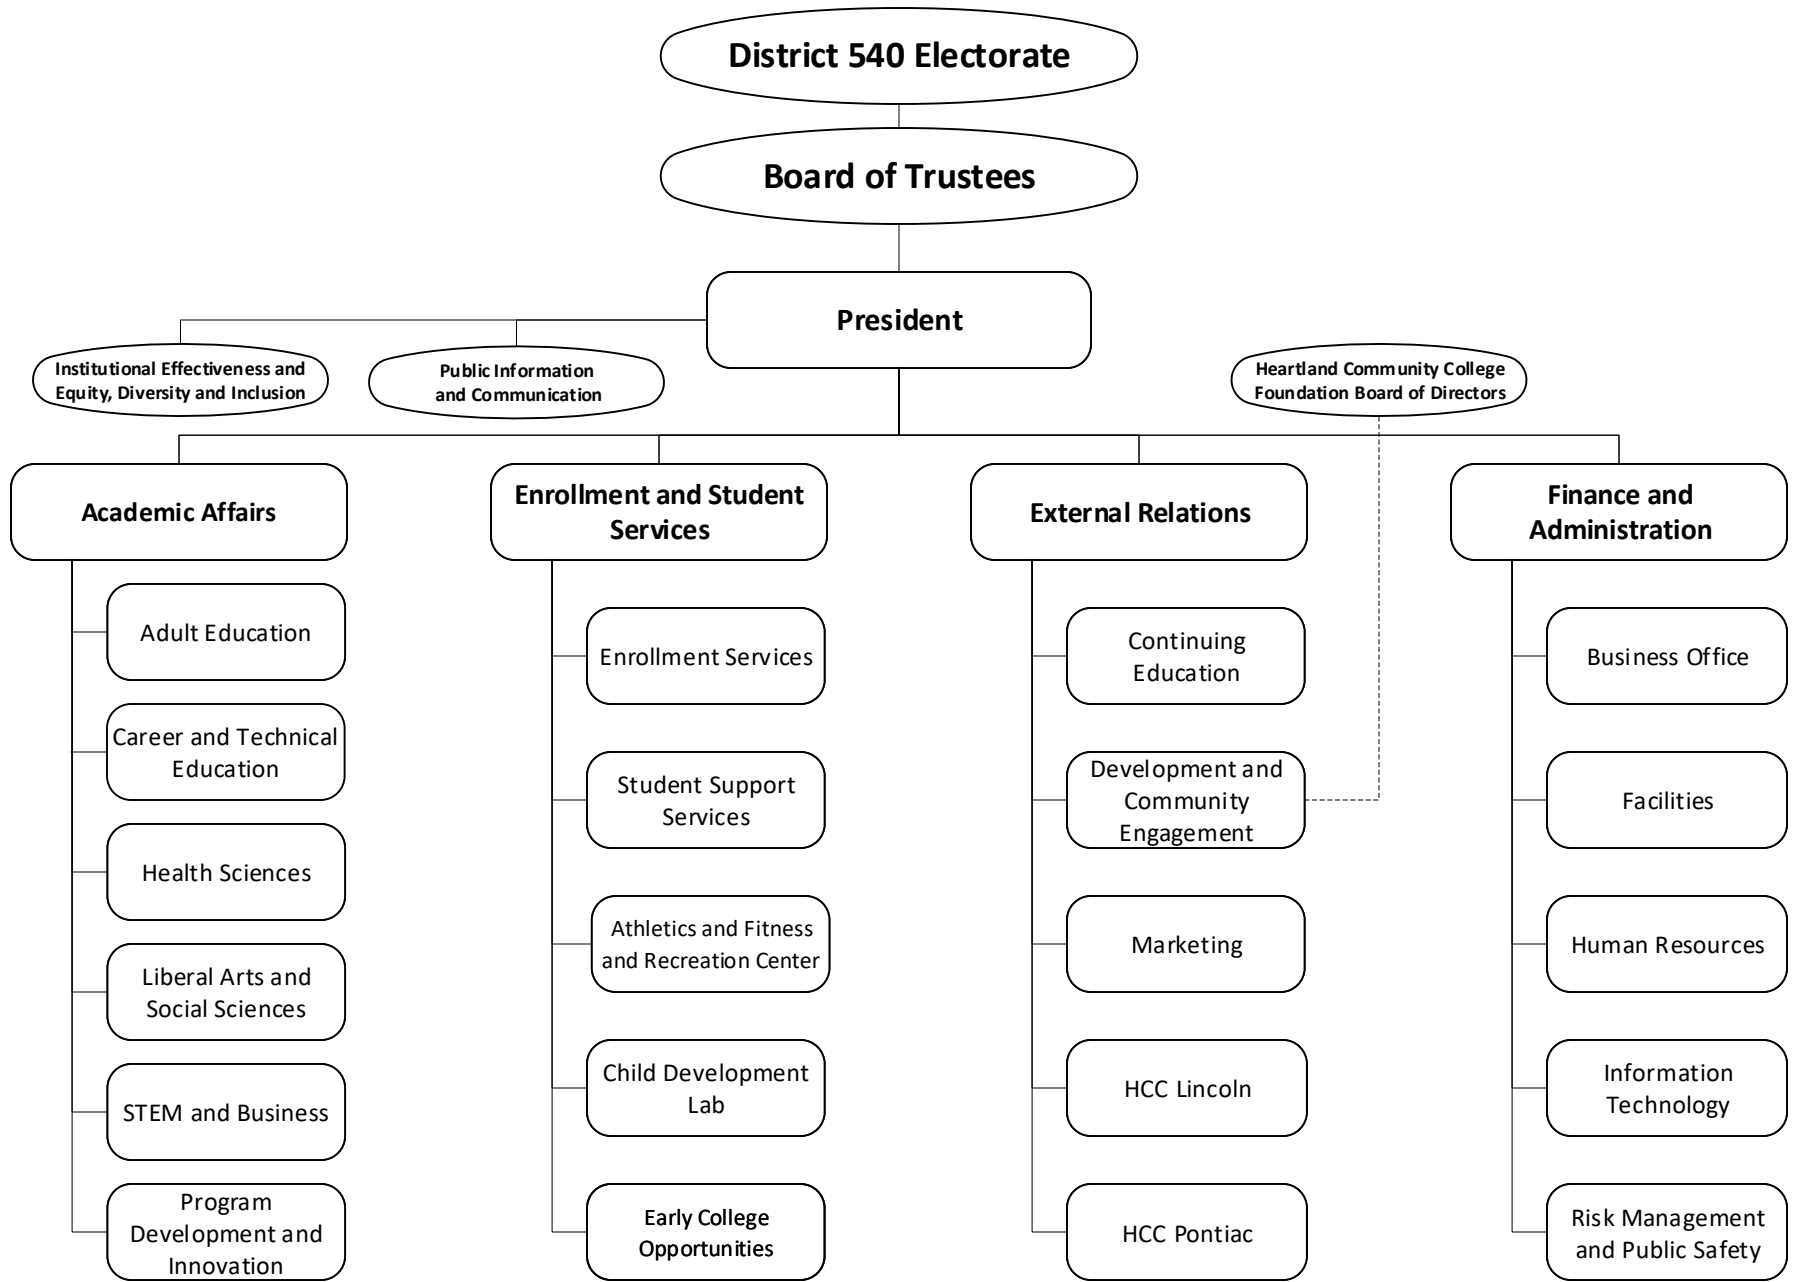 District 540 Electorate
Board of Trustees
President
Institutional Effectiveness and
Equity, Diversity and Inclusion
Public Information
and Communication
Heartland Community College
Foundation Board of Directors
Academic Affairs
Adult Education
Career and Technical
Education
Health Sciences
Liberal Arts and
Social Sciences
STEM and Business
Program
Development and
Innovation
Enrollment and Student
Services
Enrollment Services
Student Support
Services
Athletics and Fitness
and Recreation Center
Child Development
Lab
Early College
Opportunities
External Relations
Continuing
Education
Development and
Community
Engagement
Marketing
HCC Lincoln
HCC Pontiac
Finance and
Administration
Business Office
Facilities
Human Resources
Information
Technology
Risk Management
and Public Safety